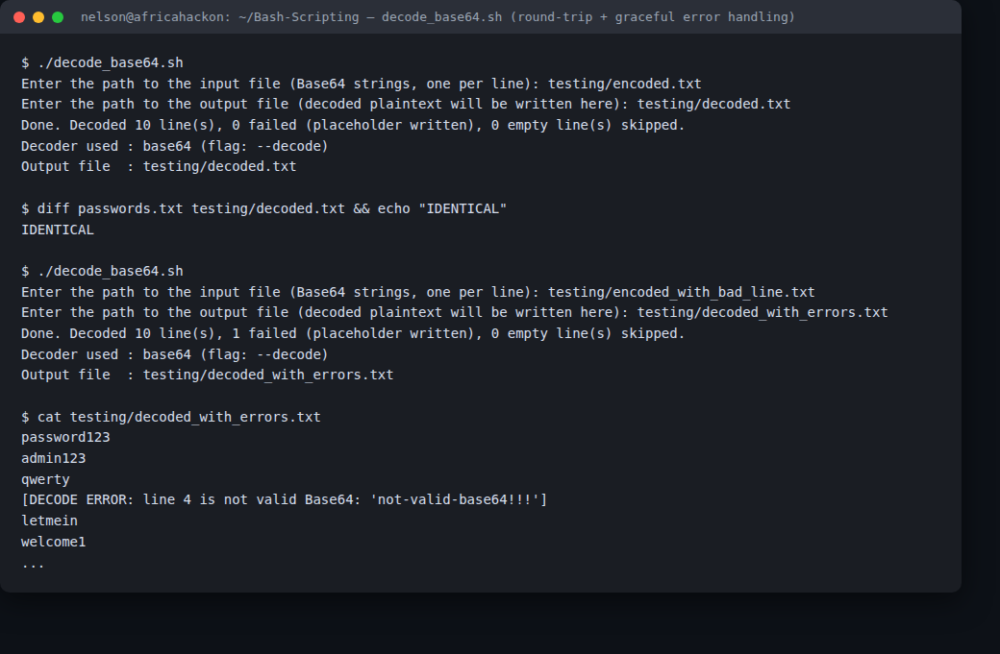 nelson@africahackon: ~/Bash-Scripting — decode_base64.sh (round-trip + graceful error handling)
$ ./decode_base64.sh
Enter the path to the input file (Base64 strings, one per line): testing/encoded.txt
Enter the path to the output file (decoded plaintext will be written here): testing/decoded.txt
Done. Decoded 10 line(s), 0 failed (placeholder written), 0 empty line(s) skipped.
Decoder used : base64 (flag: --decode)
Output file  : testing/decoded.txt
$ diff passwords.txt testing/decoded.txt && echo "IDENTICAL"
IDENTICAL
$ ./decode_base64.sh
Enter the path to the input file (Base64 strings, one per line): testing/encoded_with_bad_line.txt
Enter the path to the output file (decoded plaintext will be written here): testing/decoded_with_errors.txt
Done. Decoded 10 line(s), 1 failed (placeholder written), 0 empty line(s) skipped.
Decoder used : base64 (flag: --decode)
Output file  : testing/decoded_with_errors.txt
$ cat testing/decoded_with_errors.txt
password123
admin123
qwerty
[DECODE ERROR: line 4 is not valid Base64: 'not-valid-base64!!!']
letmein
welcome1
...